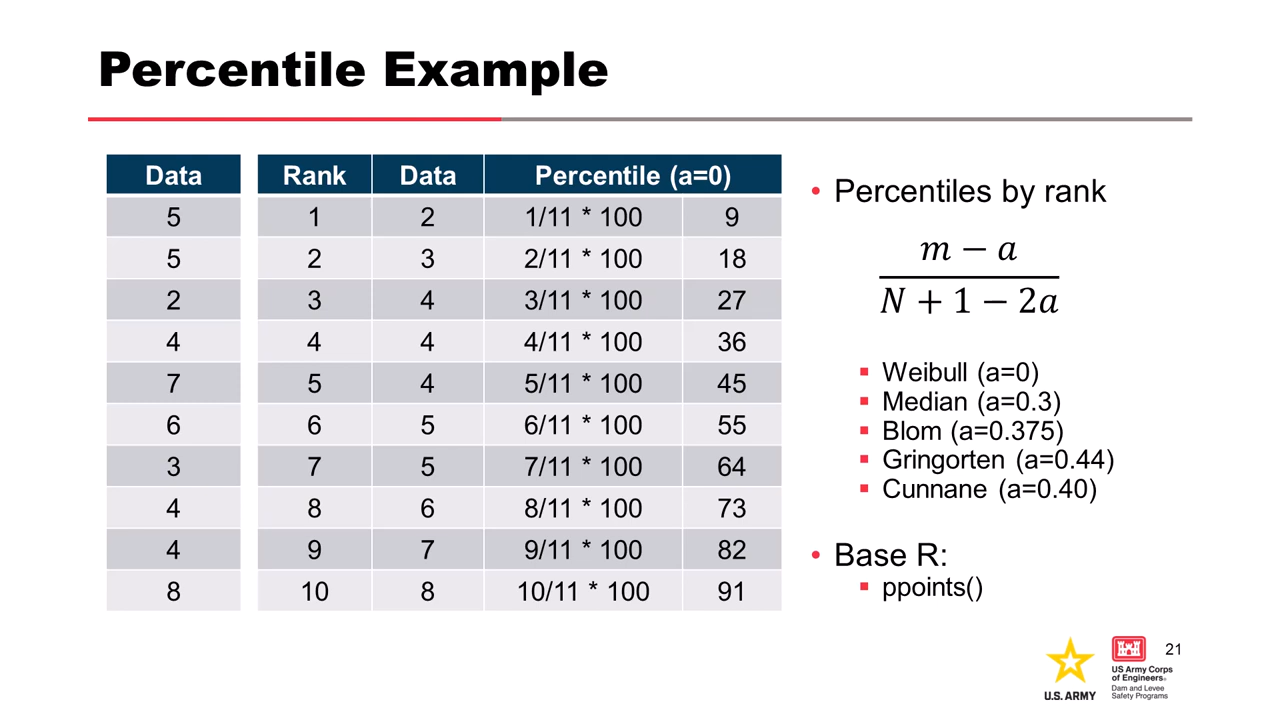 Percentile Example
Data
5
5
2
4
7
6
3
4
4
8
Rank Data Percentile (a=0)
1 2 1/11 * 100 9
2 3 2/11 * 100 18
3 4 3/11 * 100 27
4 4 4/11 * 100 36
5 4 5/11 * 100 45
6 5 6/11 * 100 55
7 5 7/11 * 100 64
8 6 8/11 * 100 73
9 7 9/11 * 100 82
10 8 10/11 * 100 91
• Percentiles by rank
m − a
N + 1 − 2a
▪ Weibull (a=0)
▪ Median (a=0.3)
▪ Blom (a=0.375)
▪ Gringorten (a=0.44)
▪ Cunnane (a=0.40)
• Base R:
▪ ppoints()
21
U.S. ARMY
US Army Corps
of Engineers®
Dam and Levee
Safety Programs